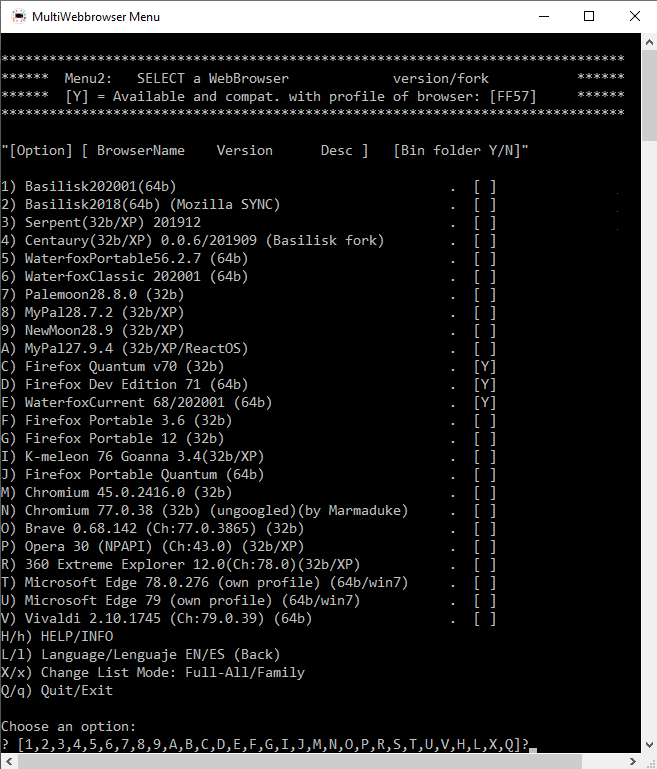 MultiWebbrowser Menu
******************************************************************************
****** Menu2: SELECT a WebBrowser version/fork ******
****** [Y] = Available and compat. with profile of browser: [FF57] ******
******************************************************************************
"[Option] [ BrowserName Version Desc ] [Bin folder Y/N]"
1) Basilisk202001(64b) . [ ]
2) Basilisk2018(64b) (Mozilla SYNC) . [ ]
3) Serpent(32b/XP) 201912 . [ ]
4) Centaury(32b/XP) 0.0.6/201909 (Basilisk fork) . [ ]
5) WaterfoxPortable56.2.7 (64b) . [ ]
6) WaterfoxClassic 202001 (64b) . [ ]
7) Palemoon28.8.0 (32b) . [ ]
8) MyPal28.7.2 (32b/XP) . [ ]
9) NewMoon28.9 (32b/XP) . [ ]
A) MyPal27.9.4 (32b/XP/ReactOS) . [ ]
C) Firefox Quantum v70 (32b) . [Y]
D) Firefox Dev Edition 71 (64b) . [Y]
E) WaterfoxCurrent 68/202001 (64b) . [Y]
F) Firefox Portable 3.6 (32b) . [ ]
G) Firefox Portable 12 (32b) . [ ]
I) K-meleon 76 Goanna 3.4(32b/XP) . [ ]
J) Firefox Portable Quantum (64b) . [ ]
M) Chromium 45.0.2416.0 (32b) . [ ]
N) Chromium 77.0.38 (32b) (ungoogled)(by Marmaduke) . [ ]
O) Brave 0.68.142 (Ch:77.0.3865) (32b) . [ ]
P) Opera 30 (NPAPI) (Ch:43.0) (32b/XP) . [ ]
R) 360 Extreme Explorer 12.0(Ch:78.0)(32b/XP) . [ ]
T) Microsoft Edge 78.0.276 (own profile) (64b/win7) . [ ]
U) Microsoft Edge 79 (own profile) (64b/win7) . [ ]
V) Vivaldi 2.10.1745 (Ch:79.0.39) (64b) . [ ]
H/h) HELP/INFO
L/l) Language/Lenguaje EN/ES (Back)
X/x) Change List Mode: Full-All/Family
Q/q) Quit/Exit
Choose an option:
? [1,2,3,4,5,6,7,8,9,A,B,C,D,E,F,G,I,J,M,N,O,P,R,S,T,U,V,H,L,X,Q]?